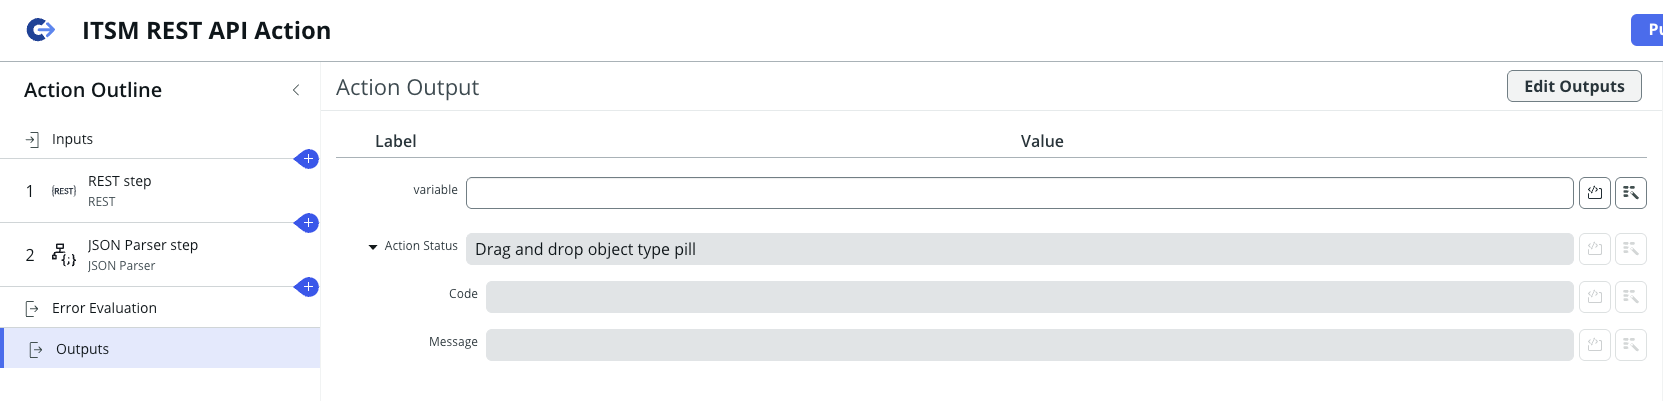 ITSM REST API Action
Pu
Action Outline
Inputs
1
{REST}
REST step
REST
2
JSON Parser step
JSON Parser
Error Evaluation
Outputs
Action Output
Edit Outputs
Label Value
variable
Action Status Drag and drop object type pill
Code
Message